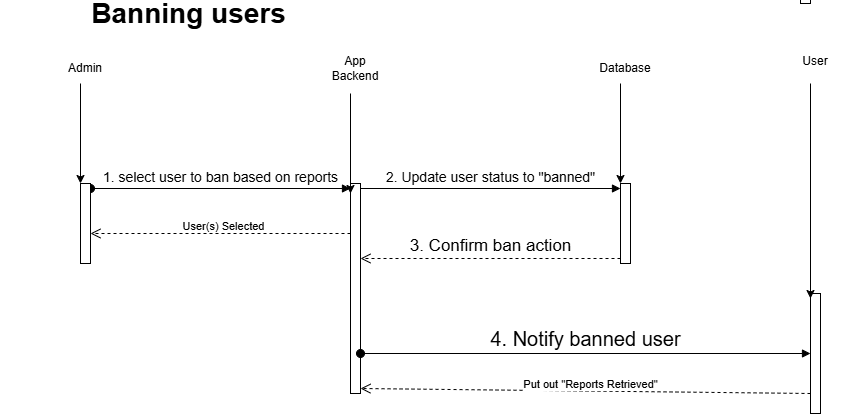 Banning users
Admin
App
Backend
Database
User
1. select user to ban based on reports
2. Update user status to "banned"
User(s) Selected
3. Confirm ban action
4. Notify banned user
Put out "Reports Retrieved"